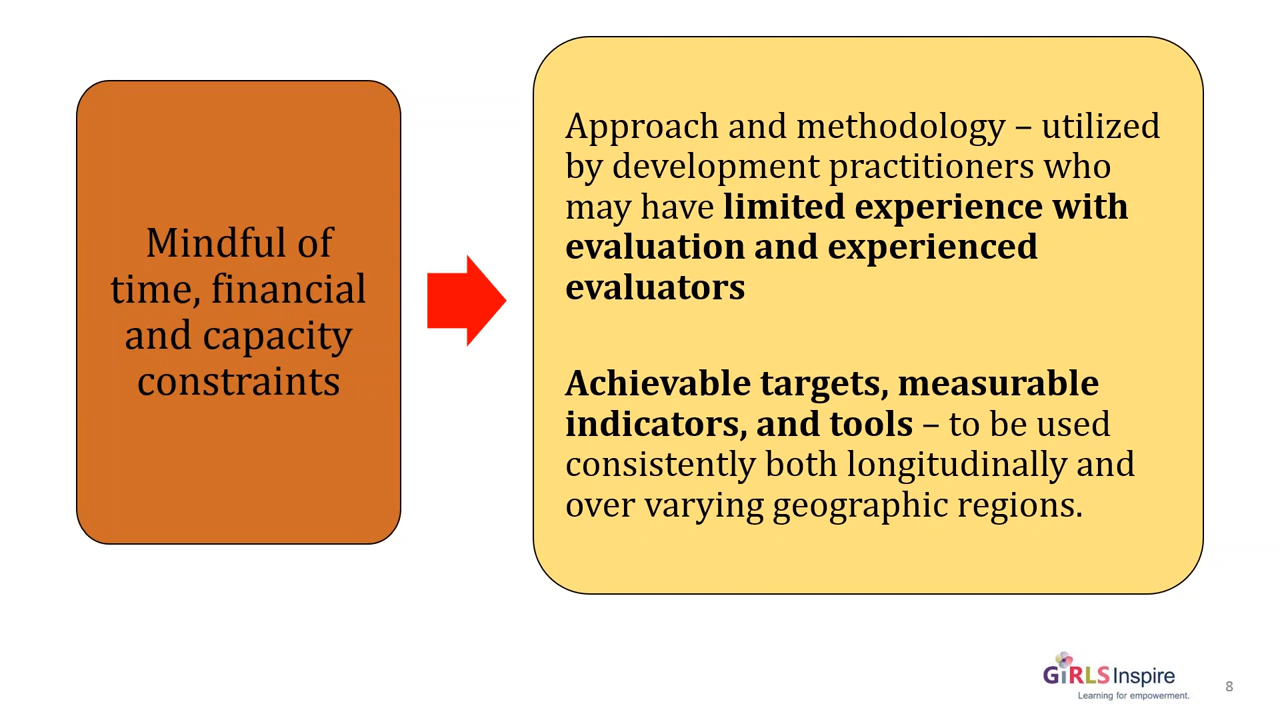 Mindful of
time, financial
and capacity
constraints
Approach and methodology – utilized
by development practitioners who
may have limited experience with
evaluation and experienced
evaluators
Achievable targets, measurable
indicators, and tools – to be used
consistently both longitudinally and
over varying geographic regions.
GiRLS Inspire
Learning for empowerment.
8